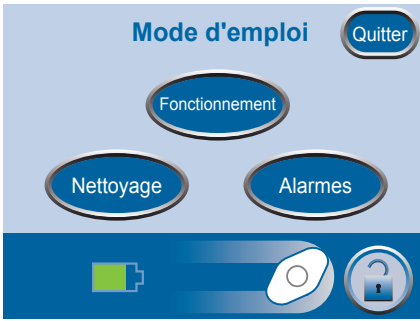 Mode d'emploi
Quitter
Fonctionnement
Nettoyage
Alarmes